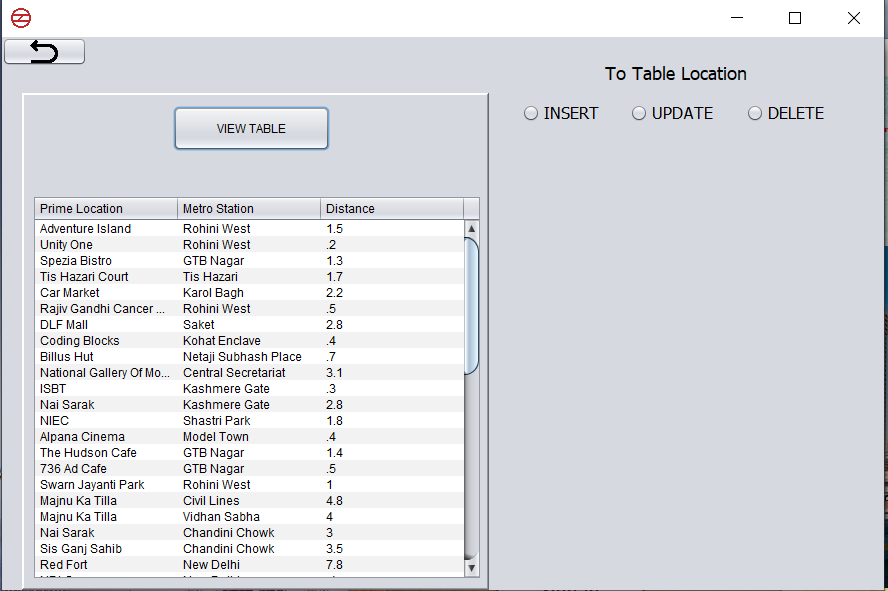 To Table Location
INSERT UPDATE DELETE
VIEW TABLE
Prime Location Metro Station Distance
Adventure Island Rohini West 1.5
Unity One Rohini West .2
Spezia Bistro GTB Nagar 1.3
Tis Hazari Court Tis Hazari 1.7
Car Market Karol Bagh 2.2
Rajiv Gandhi Cancer ... Rohini West .5
DLF Mall Saket 2.8
Coding Blocks Kohat Enclave .4
Billus Hut Netaji Subhash Place .7
National Gallery Of Mo... Central Secretariat 3.1
ISBT Kashmere Gate .3
Nai Sarak Kashmere Gate 2.8
NIEC Shastri Park 1.8
Alpana Cinema Model Town .4
The Hudson Cafe GTB Nagar 1.4
736 Ad Cafe GTB Nagar .5
Swarn Jayanti Park Rohini West 1
Majnu Ka Tilla Civil Lines 4.8
Majnu Ka Tilla Vidhan Sabha 4
Nai Sarak Chandini Chowk 3
Sis Ganj Sahib Chandini Chowk 3.5
Red Fort New Delhi 7.8